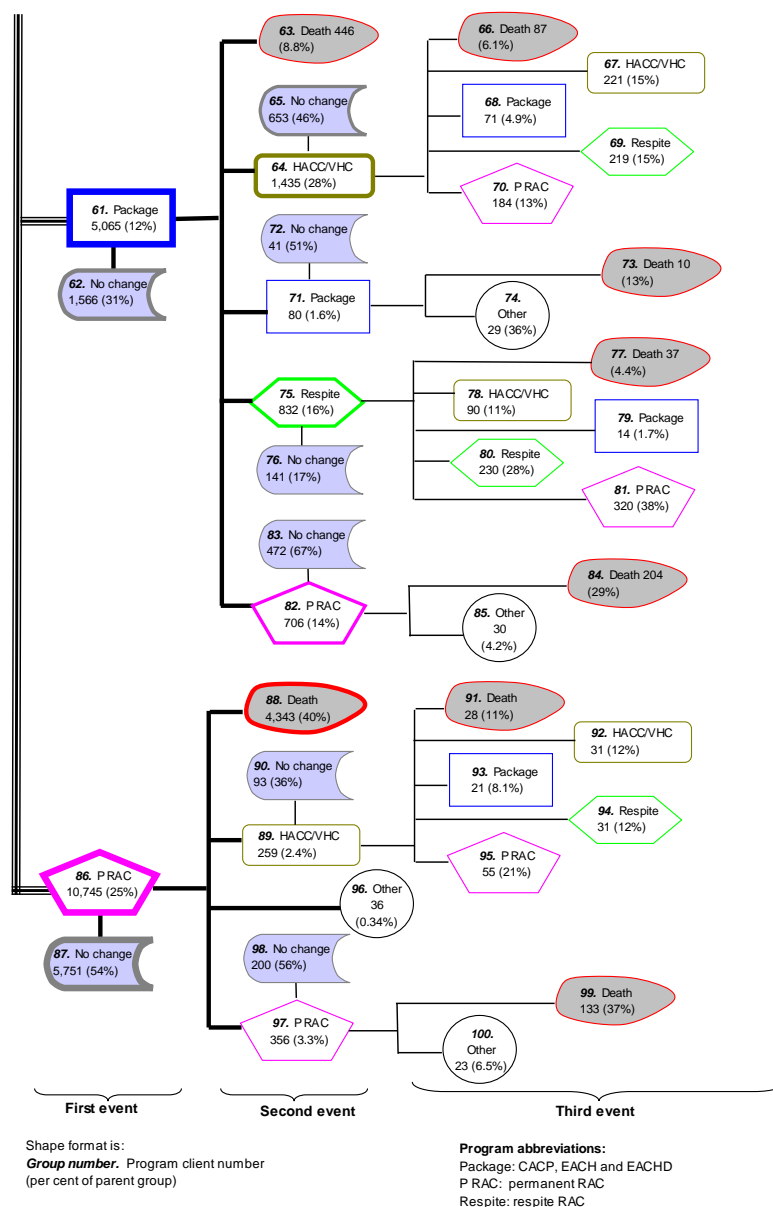 63. Death 446
(8.8%)
66. Death 87
(6.1%)
67. HACC/VHC
221 (15%)
65. No change
653 (46%)
68. Package
71 (4.9%)
69. Respite
219 (15%)
64. HACC/VHC
1,435 (28%)
70. P RAC
184 (13%)
61. Package
5,065 (12%)
72. No change
41 (51%)
62. No change
1,566 (31%)
73. Death 10
(13%)
71. Package
80 (1.6%)
74.
Other
29 (36%)
77. Death 37
(4.4%)
75. Respite
832 (16%)
78. HACC/VHC
90 (11%)
79. Package
14 (1.7%)
76. No change
141 (17%)
80. Respite
230 (28%)
81. P RAC
320 (38%)
83. No change
472 (67%)
84. Death 204
(29%)
82. P RAC
706 (14%)
85. Other
30
(4.2%)
88. Death
4,343 (40%)
91. Death
28 (11%)
92. HACC/VHC
31 (12%)
90. No change
93 (36%)
93. Package
21 (8.1%)
94. Respite
31 (12%)
89. HACC/VHC
259 (2.4%)
95. P RAC
55 (21%)
86. P RAC
10,745 (25%)
96. Other
36
(0.34%)
87. No change
5,751 (54%)
98. No change
200 (56%)
99. Death
133 (37%)
97. P RAC
356 (3.3%)
100.
Other
23 (6.5%)
First event
Second event
Third event
Shape format is:
Group number. Program client number
(per cent of parent group)
Program abbreviations:
Package: CACP, EACH and EACHD
P RAC: permanent RAC
Respite: respite RAC